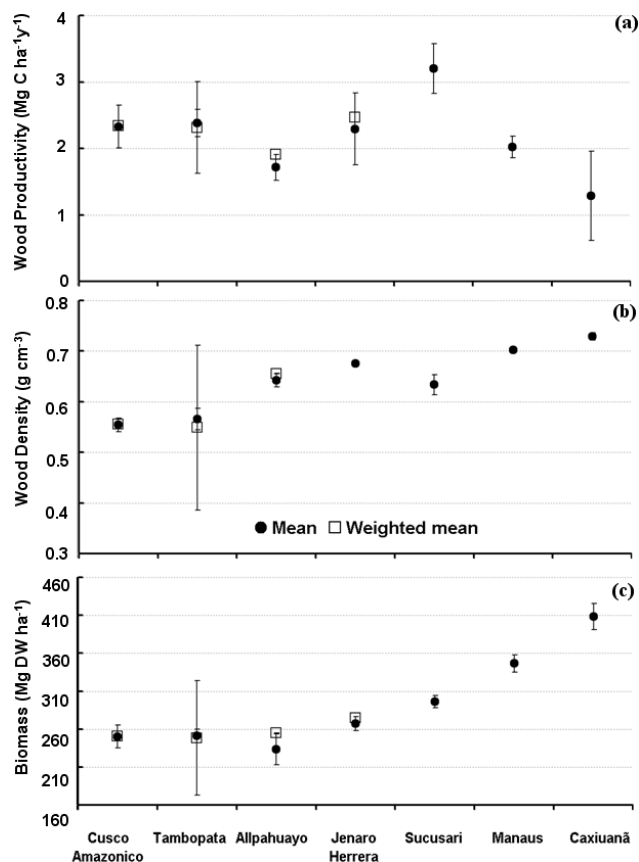 (a)
Wood Productivity (Mg C ha⁻¹y⁻¹)
4
3
2
1
0
(b)
Wood Density (g cm⁻³)
0.8
0.7
0.6
0.5
0.4
0.3
Mean Weighted mean
(c)
Biomass (Mg DW ha⁻¹)
460
410
360
310
260
210
160
Cusco Tambopata Allpahuayo Jenaro Sucusari Manaus Caxiuanã
Amazonico Herrera